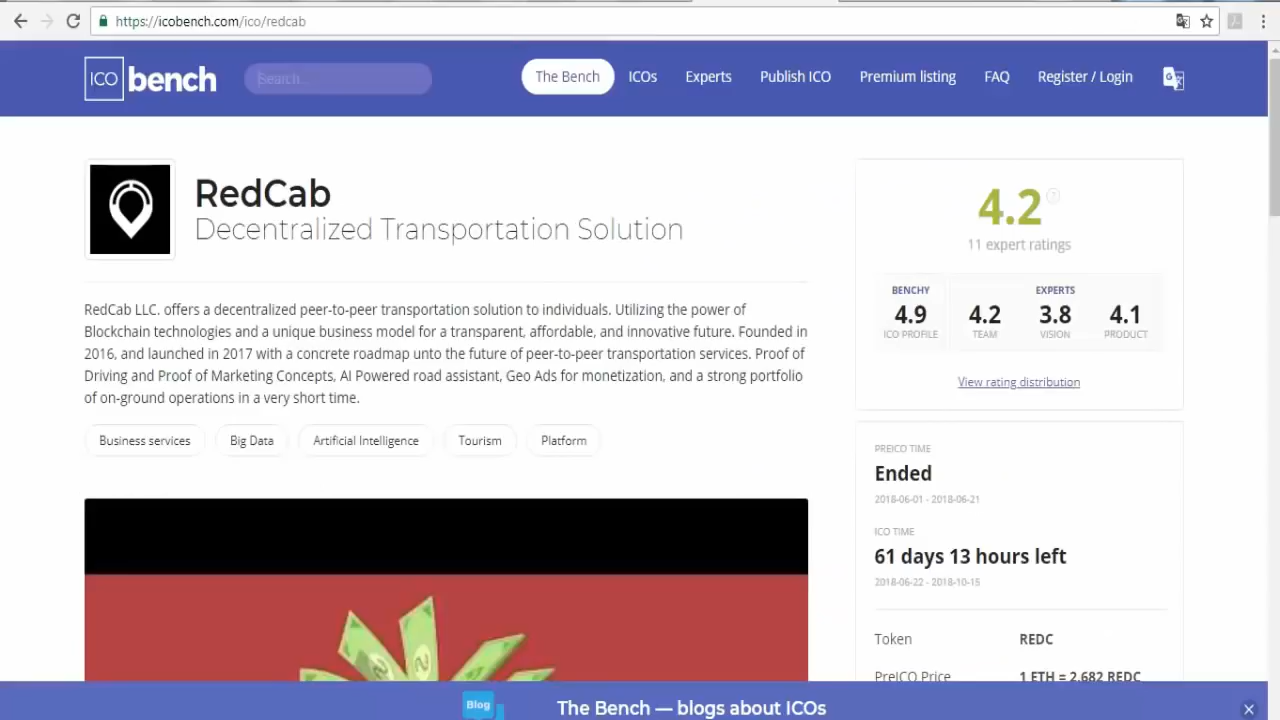 https://icobench.com/ico/redcab
ICO bench
Search...
The Bench
ICOs
Experts
Publish ICO
Premium listing
FAQ
Register / Login
RedCab
Decentralized Transportation Solution
RedCab LLC. offers a decentralized peer-to-peer transportation solution to individuals. Utilizing the power of
Blockchain technologies and a unique business model for a transparent, affordable, and innovative future. Founded in
2016, and launched in 2017 with a concrete roadmap unto the future of peer-to-peer transportation services. Proof of
Driving and Proof of Marketing Concepts, AI Powered road assistant, Geo Ads for monetization, and a strong portfolio
of on-ground operations in a very short time.
Business services
Big Data
Artificial Intelligence
Tourism
Platform
4.2
11 expert ratings
BENCHY
EXPERTS
4.9
4.2
3.8
4.1
ICO PROFILE
TEAM
VISION
PRODUCT
View rating distribution
PREICO TIME
Ended
2018-06-01 - 2018-06-21
ICO TIME
61 days 13 hours left
2018-06-22 - 2018-10-15
Token
REDC
PreICO Price
1 ETH = 2,682 REDC
Blog
The Bench — blogs about ICOs